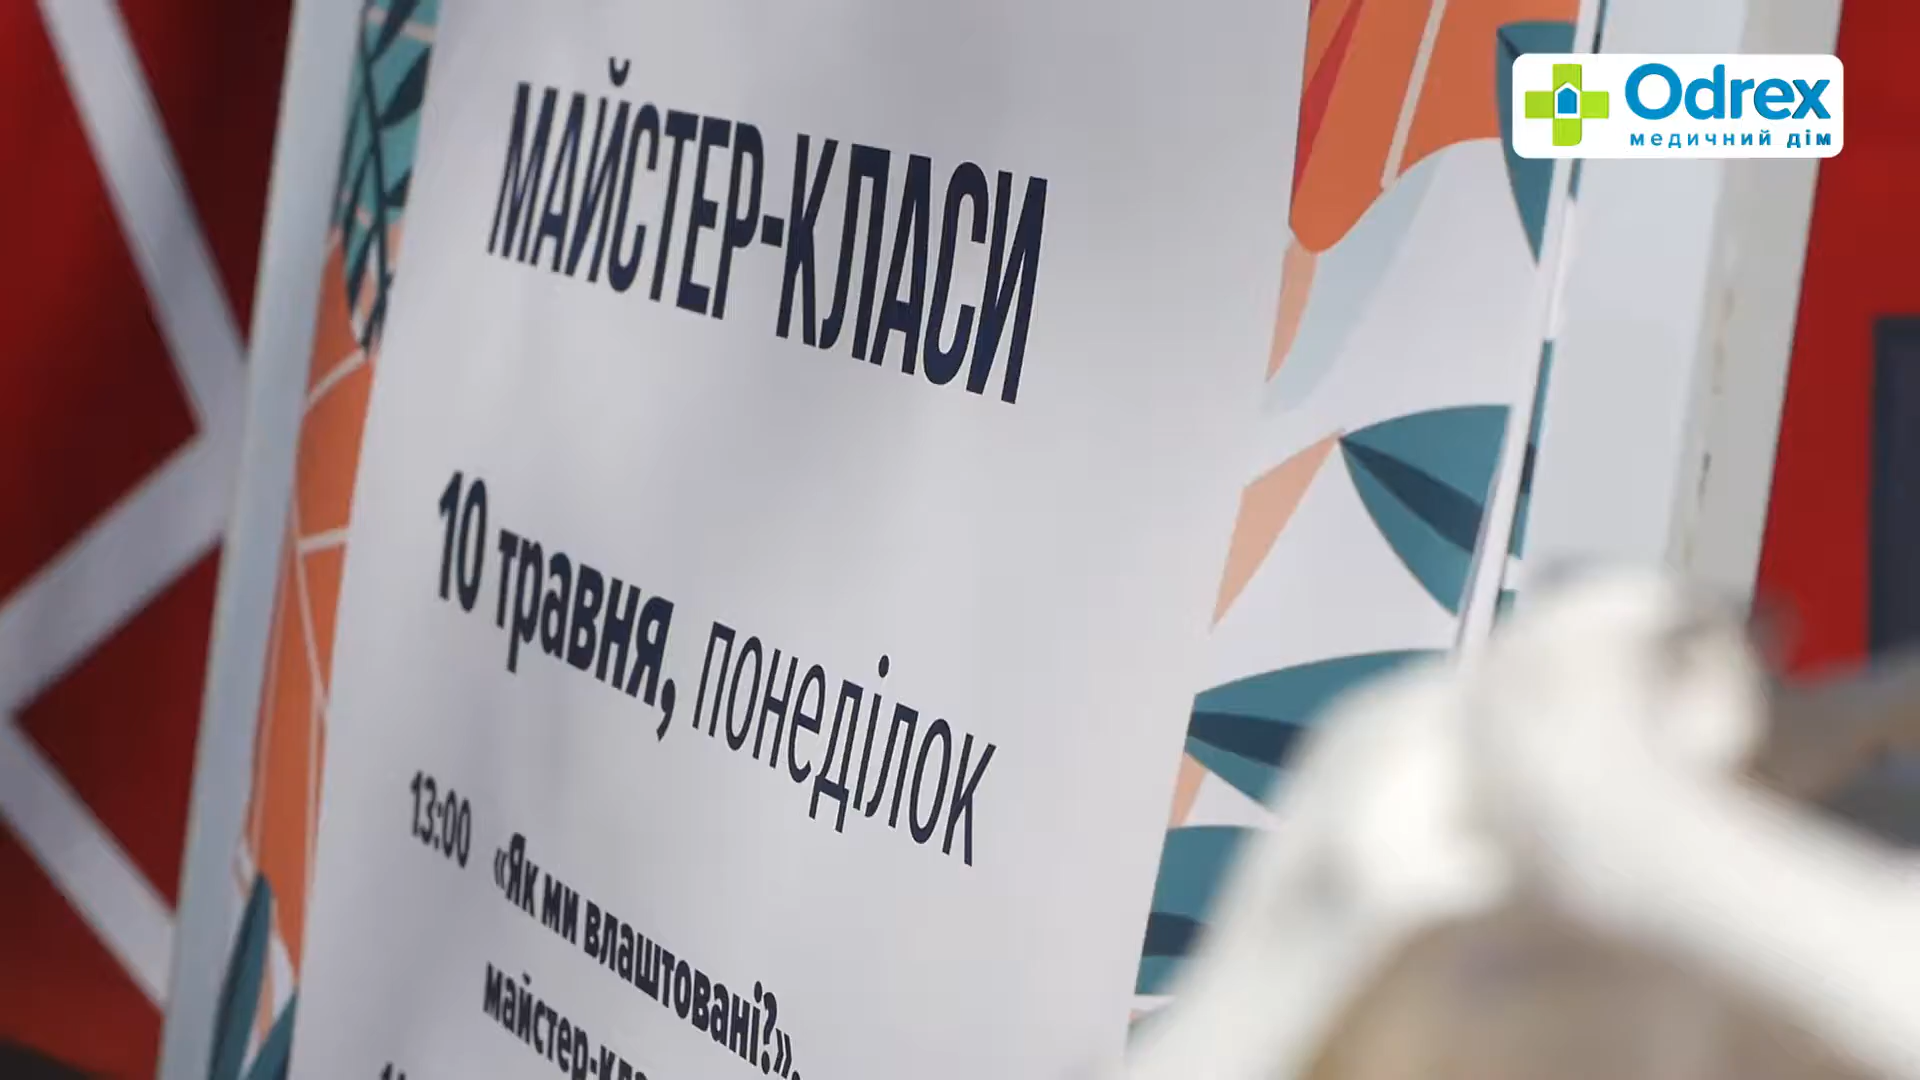 Odrex
медичний дім
МАЙСТЕР-КЛАСИ
10 травня, понеділок
13:00 «Як ми влаштовані?»,